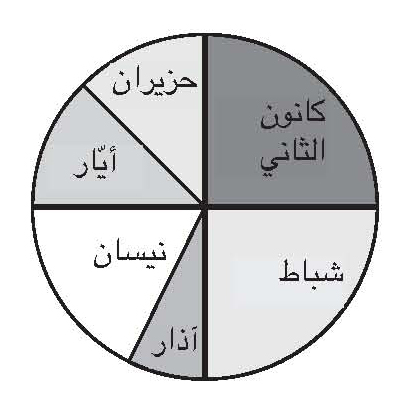 حزيران
كانون
الثاني
أيّار
نيسان
شباط
آذار